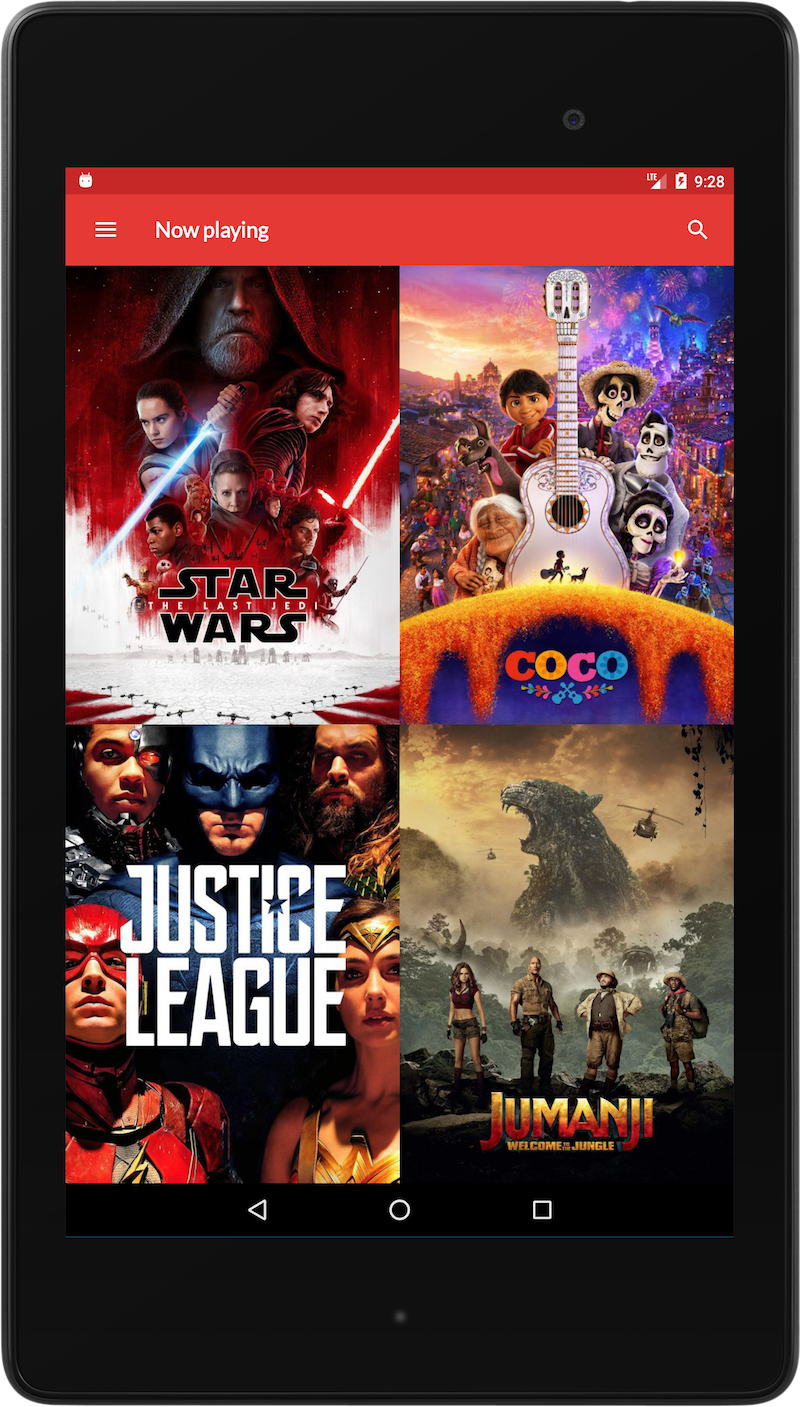 LTE 9:28
Now playing
STAR
THE LAST JEDI
WARS
COCO
JUSTICE
LEAGUE
JUMANJI
WELCOME TO THE JUNGLE